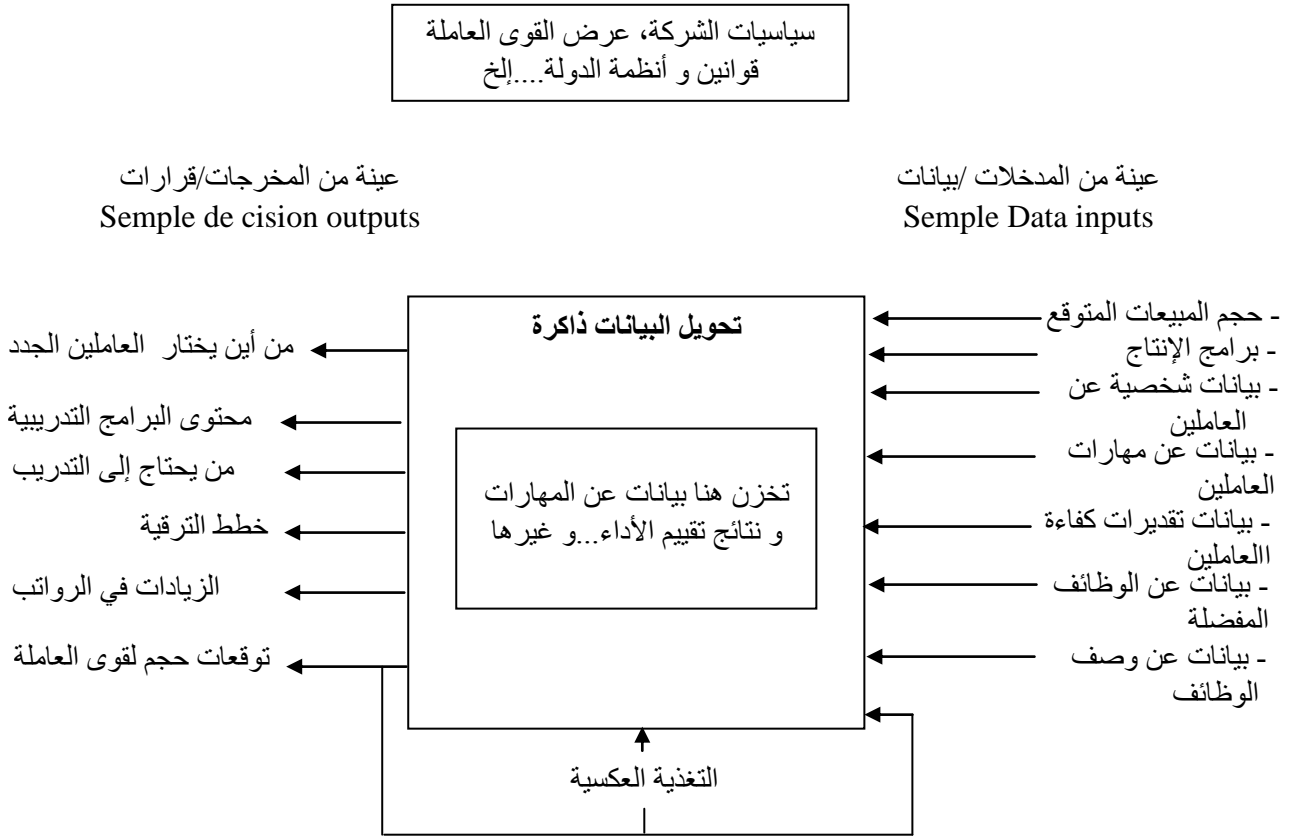 سياسيات الشركة، عرض القوى العاملة
قوانين و أنظمة الدولة....إلخ
عينة من المدخلات /بيانات
Semple Data inputs
عينة من المخرجات/قرارات
Semple de cision outputs
- حجم المبيعات المتوقع
- برامج الإنتاج
- بيانات شخصية عن
العاملين
- بيانات عن مهارات
العاملين
- بيانات تقديرات كفاءة
االعاملين
- بيانات عن الوظائف
المفضلة
- بيانات عن وصف
الوظائف
تحويل البيانات ذاكرة
تخزن هنا بيانات عن المهارات
و نتائج تقييم الأداء...و غيرها
من أين يختار العاملين الجدد
محتوى البرامج التدريبية
من يحتاج إلى التدريب
خطط الترقية
الزيادات في الرواتب
توقعات حجم لقوى العاملة
التغذية العكسية